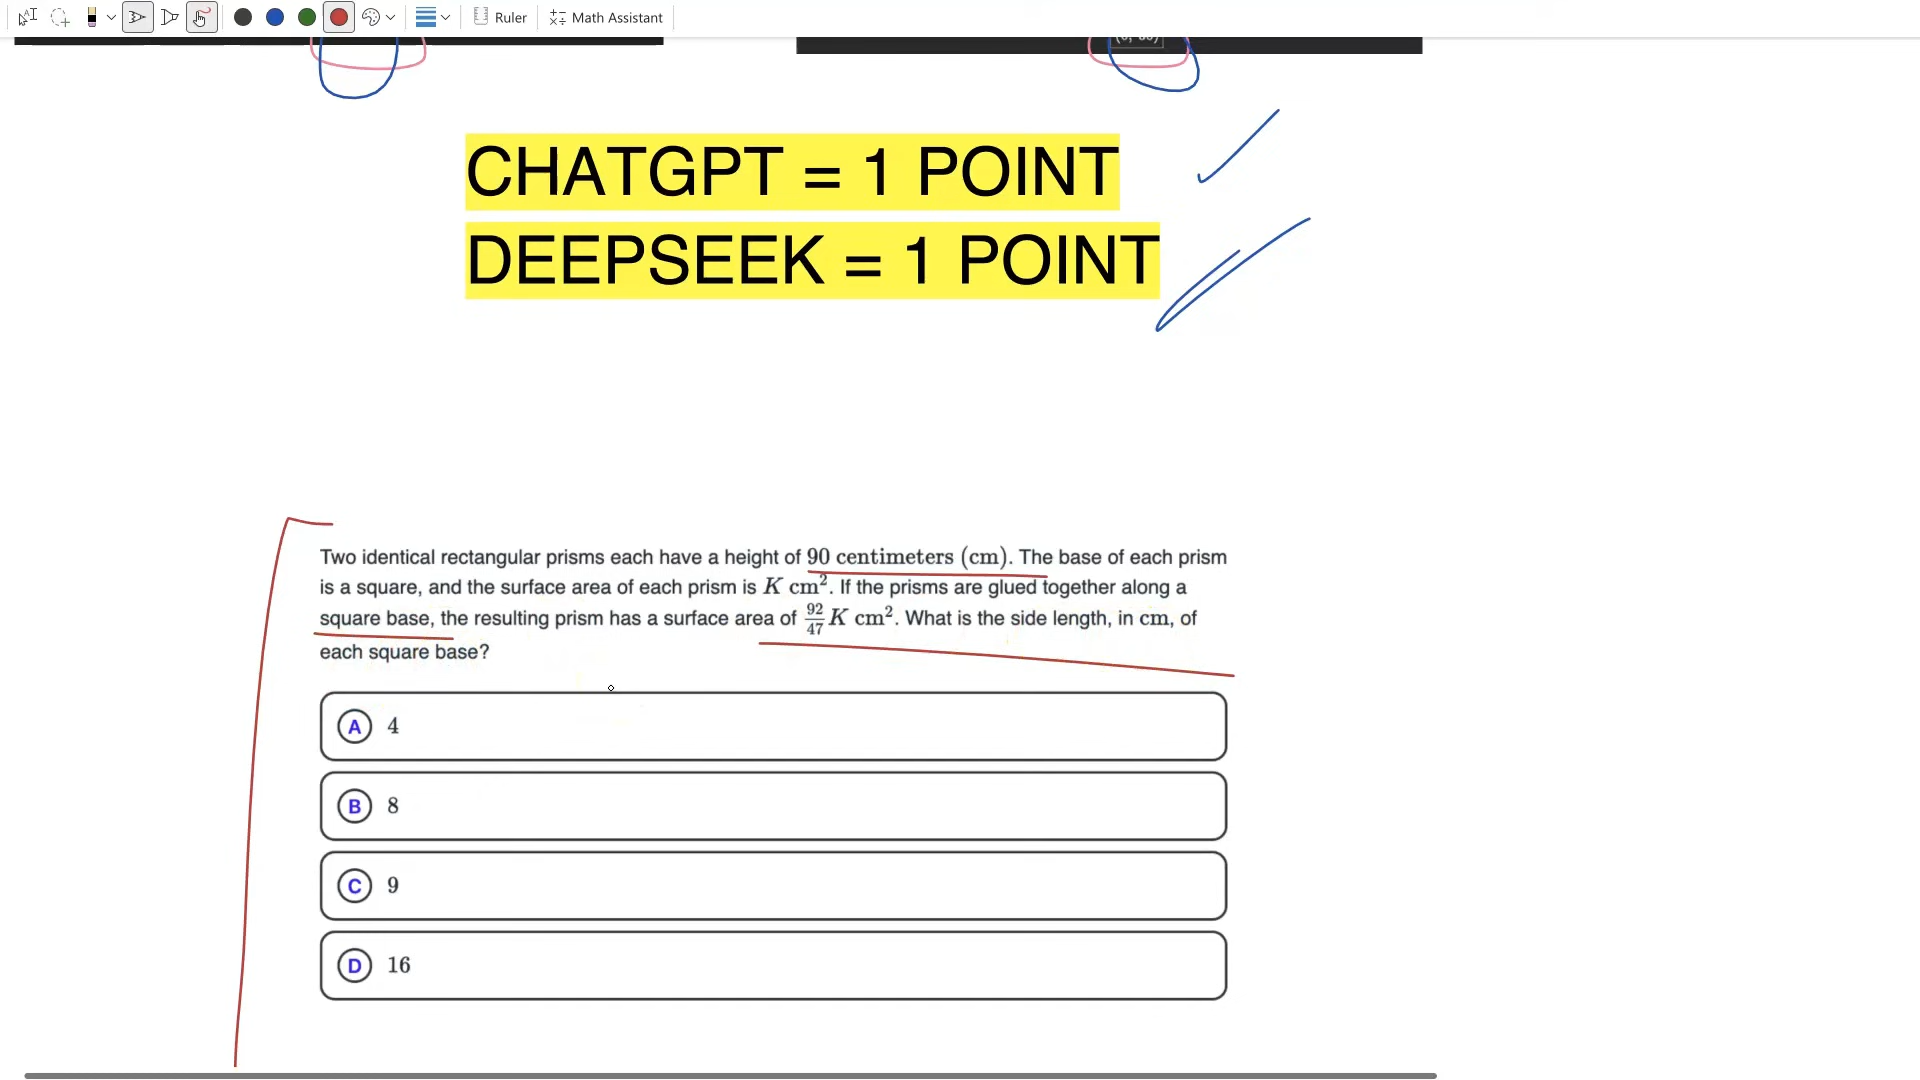 Ruler
Math Assistant
CHATGPT = 1 POINT
DEEPSEEK = 1 POINT
Two identical rectangular prisms each have a height of 90 centimeters (cm). The base of each prism
is a square, and the surface area of each prism is K cm². If the prisms are glued together along a
square base, the resulting prism has a surface area of 92/47 K cm². What is the side length, in cm, of
each square base?
A 4
B 8
C 9
D 16